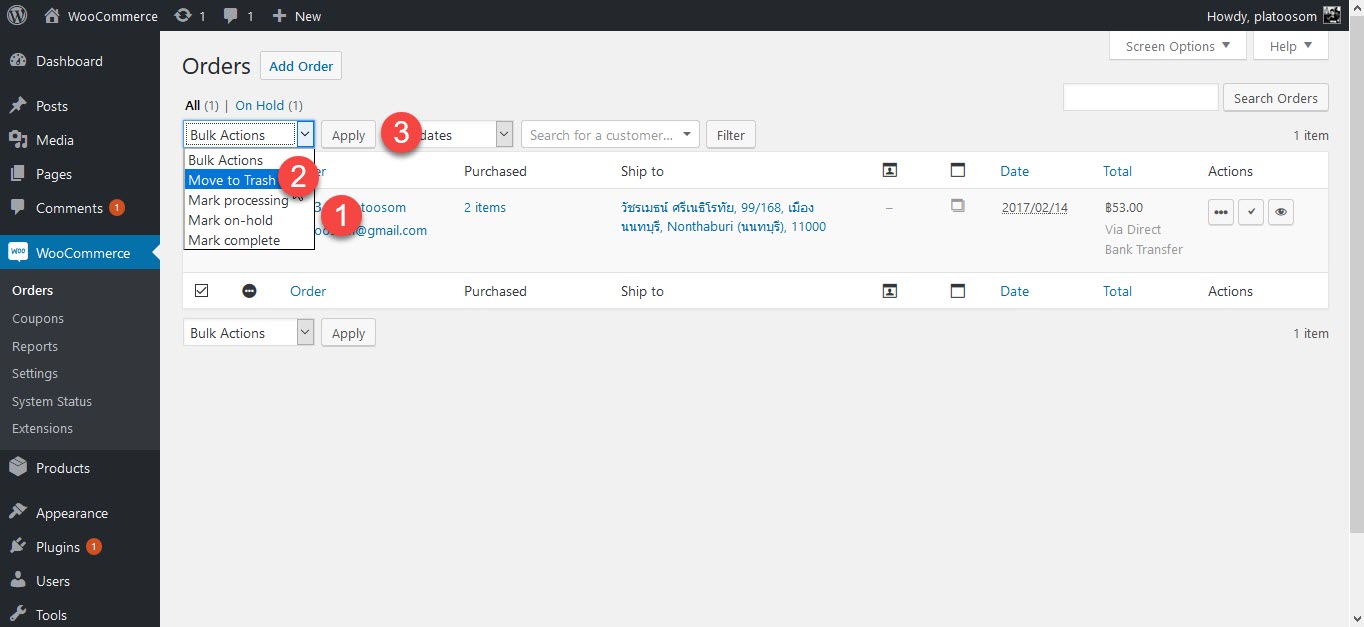 WooCommerce 1 1 New
Howdy, platoosom
Dashboard
Posts
Media
Pages
Comments 1
WooCommerce
Orders
Coupons
Reports
Settings
System Status
Extensions
Products
Appearance
Plugins 1
Users
Tools
Screen Options Help
Orders Add Order
All (1) | On Hold (1)
Search Orders
Bulk Actions Apply 3 dates Search for a customer... Filter 1 item
Bulk Actions
Move to Trash 2
Mark processing
Mark on-hold
Mark complete
1
Purchased Ship to Date Total Actions
2 items
วัชรเมธน์ ศรีเนธิโรทัย, 99/168, เมือง
นนทบุรี, Nonthaburi (นนทบุรี), 11000
– 2017/02/14
฿53.00
Via Direct
Bank Transfer
@gmail.com
Order Purchased Ship to Date Total Actions
Bulk Actions Apply 1 item